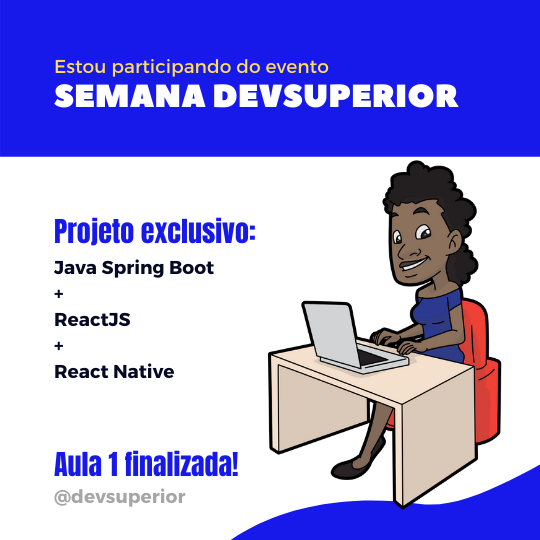 Estou participando do evento
SEMANA DEVSUPERIOR
Projeto exclusivo:
Java Spring Boot
+
ReactJS
+
React Native
Aula 1 finalizada!
@devsuperior